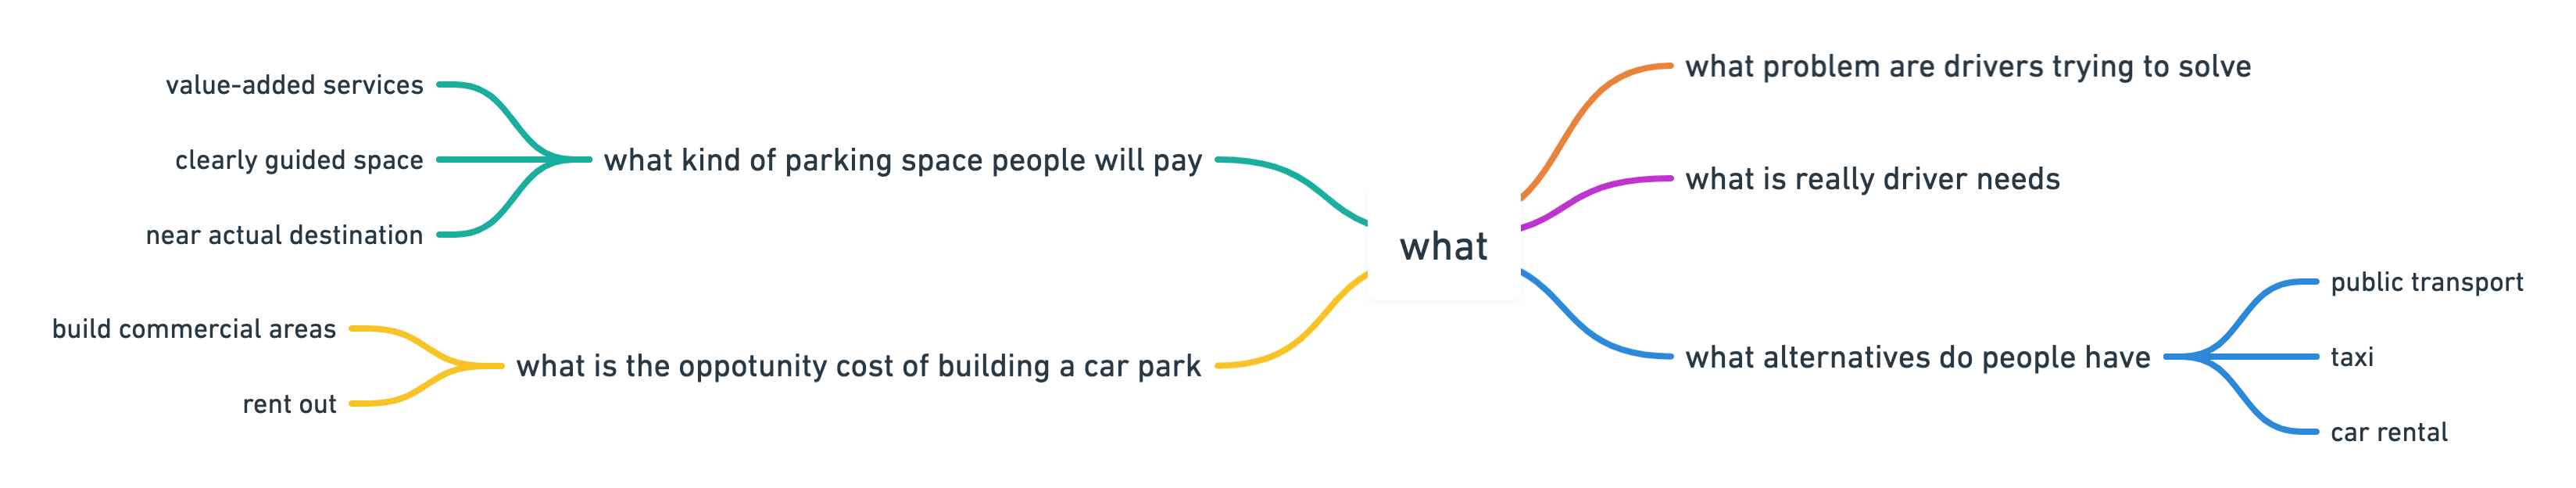 value-added services
clearly guided space
near actual destination
what kind of parking space people will pay
build commercial areas
rent out
what is the oppotunity cost of building a car park
what
what problem are drivers trying to solve
what is really driver needs
what alternatives do people have
public transport
taxi
car rental